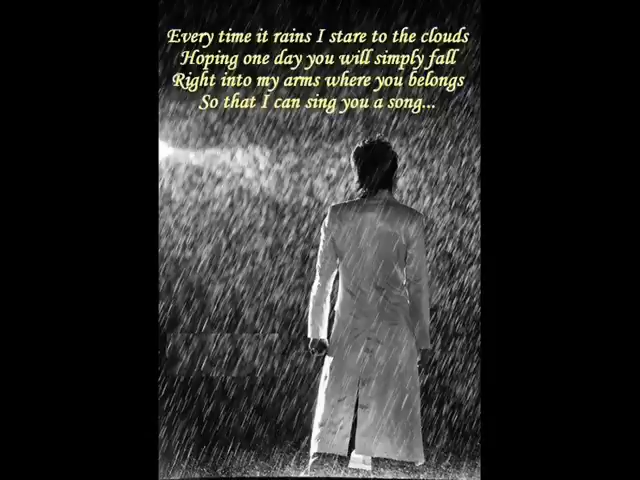 Every time it rains I stare to the clouds
Hoping one day you will simply fall
Right into my arms where you belongs
So that I can sing you a song...